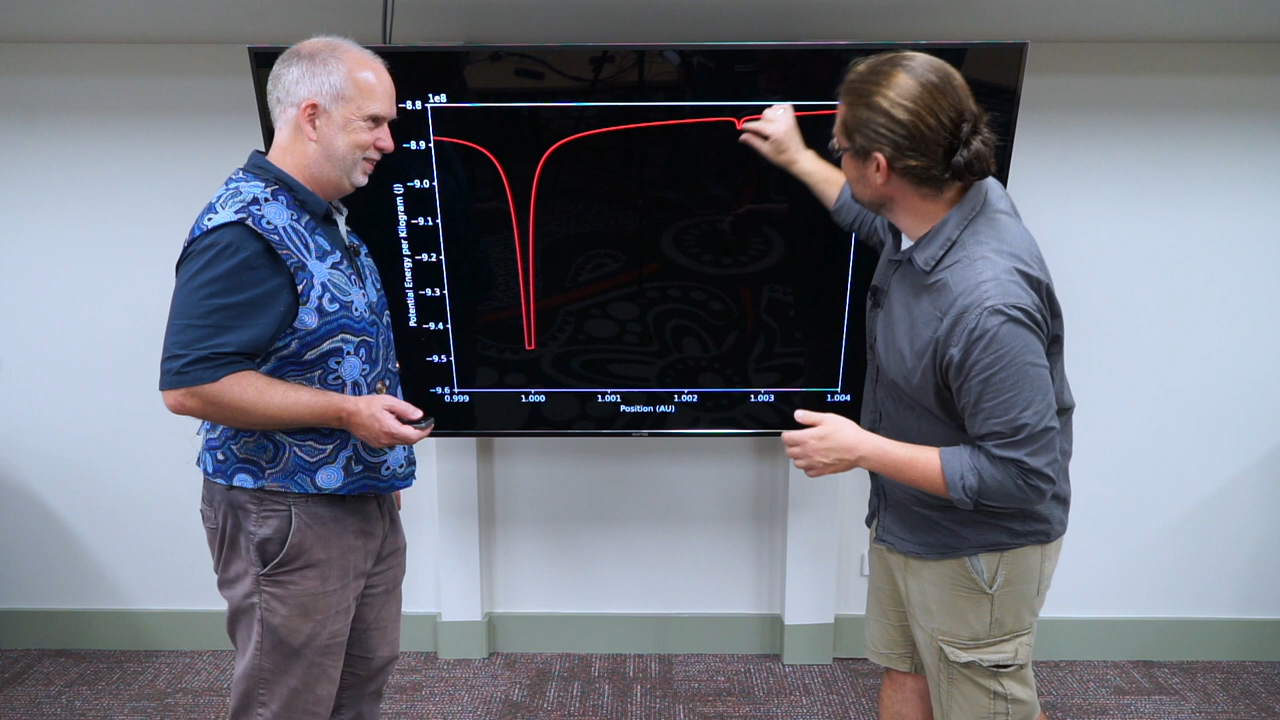 1e8
−8.8
−8.9
−9.0
−9.1
−9.2
−9.3
−9.4
−9.5
−9.6
Potential Energy per Kilogram (J)
0.999 1.000 1.001 1.002 1.003 1.004
Position (AU)